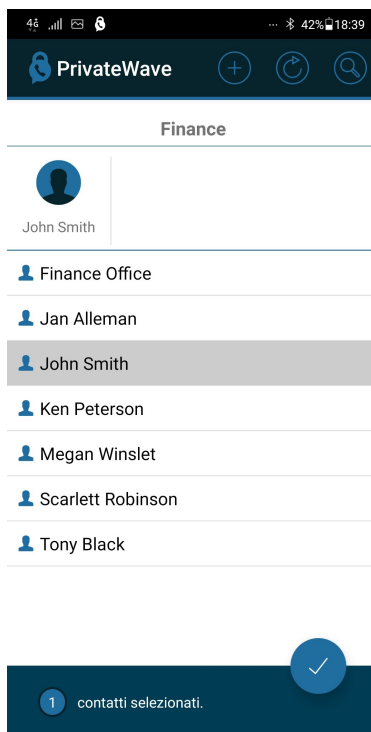 4G 42% 18:39
PrivateWave
Finance
John Smith
Finance Office
Jan Alleman
John Smith
Ken Peterson
Megan Winslet
Scarlett Robinson
Tony Black
1 contatti selezionati.